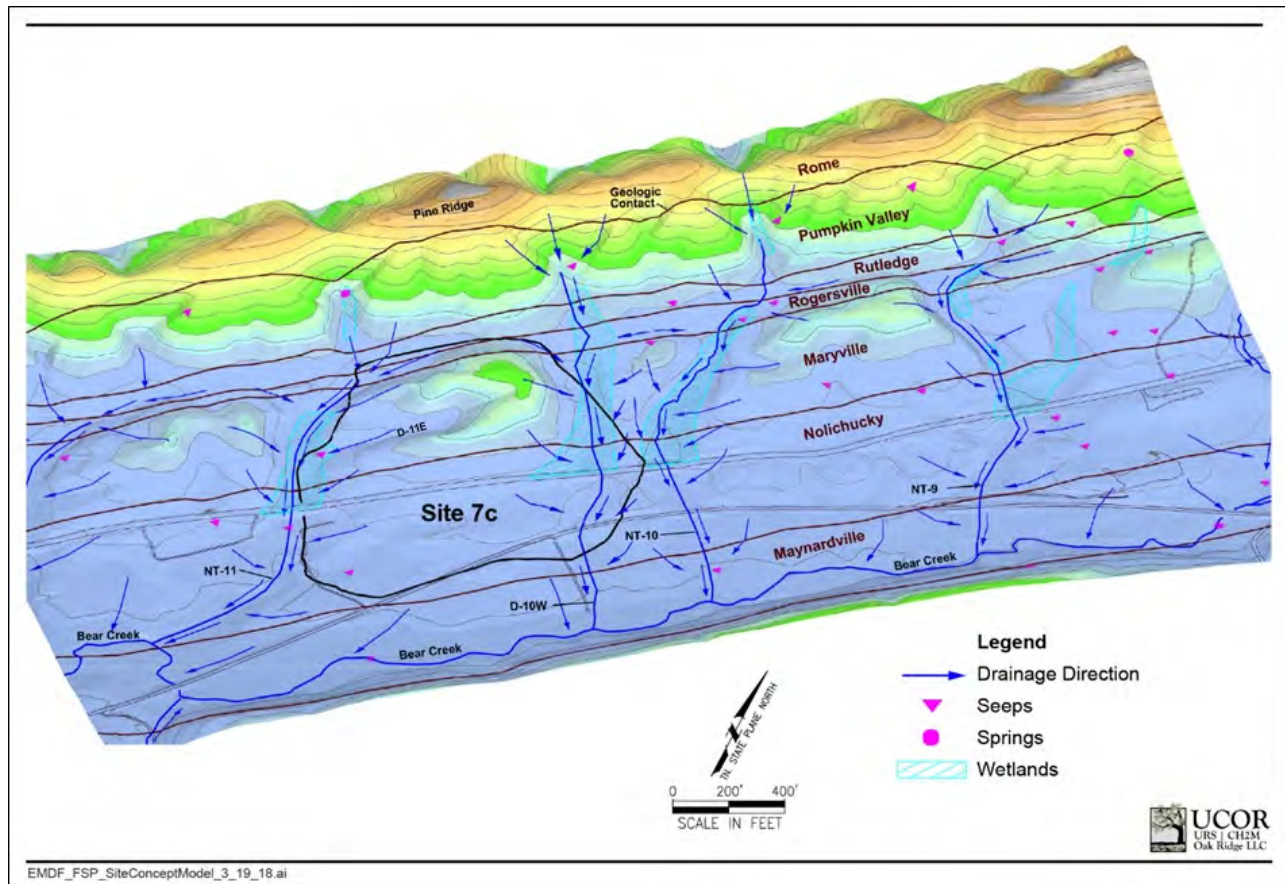 Rome
Geologic
Contact
Pine Ridge
Pumpkin Valley
Rutledge
Rogersville
Maryville
D-11E
Nolichucky
Site 7c
NT-9
NT-10
Maynardville
NT-11
Bear Creek
D-10W
Bear Creek
Bear Creek
Legend
Drainage Direction
Seeps
Springs
Wetlands
TN. STATE PLANE NORTH
0 200' 400'
SCALE IN FEET
UCOR
URS | CH2M
Oak Ridge LLC
EMDF_FSP_SiteConceptModel_3_19_18.ai